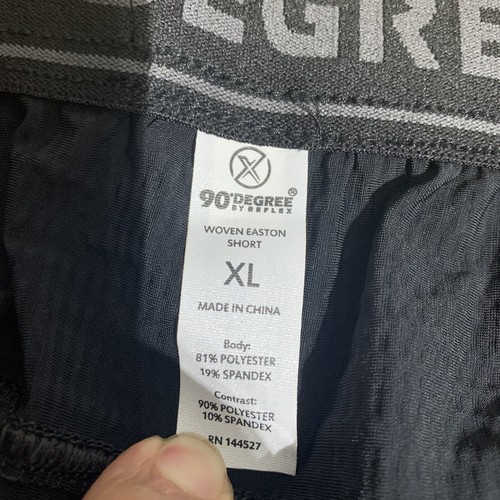 EGRE
90°DEGREE®
BY REFLEX
WOVEN EASTON
SHORT
XL
MADE IN CHINA
Body:
81% POLYESTER
19% SPANDEX
Contrast:
90% POLYESTER
10% SPANDEX
RN 144527